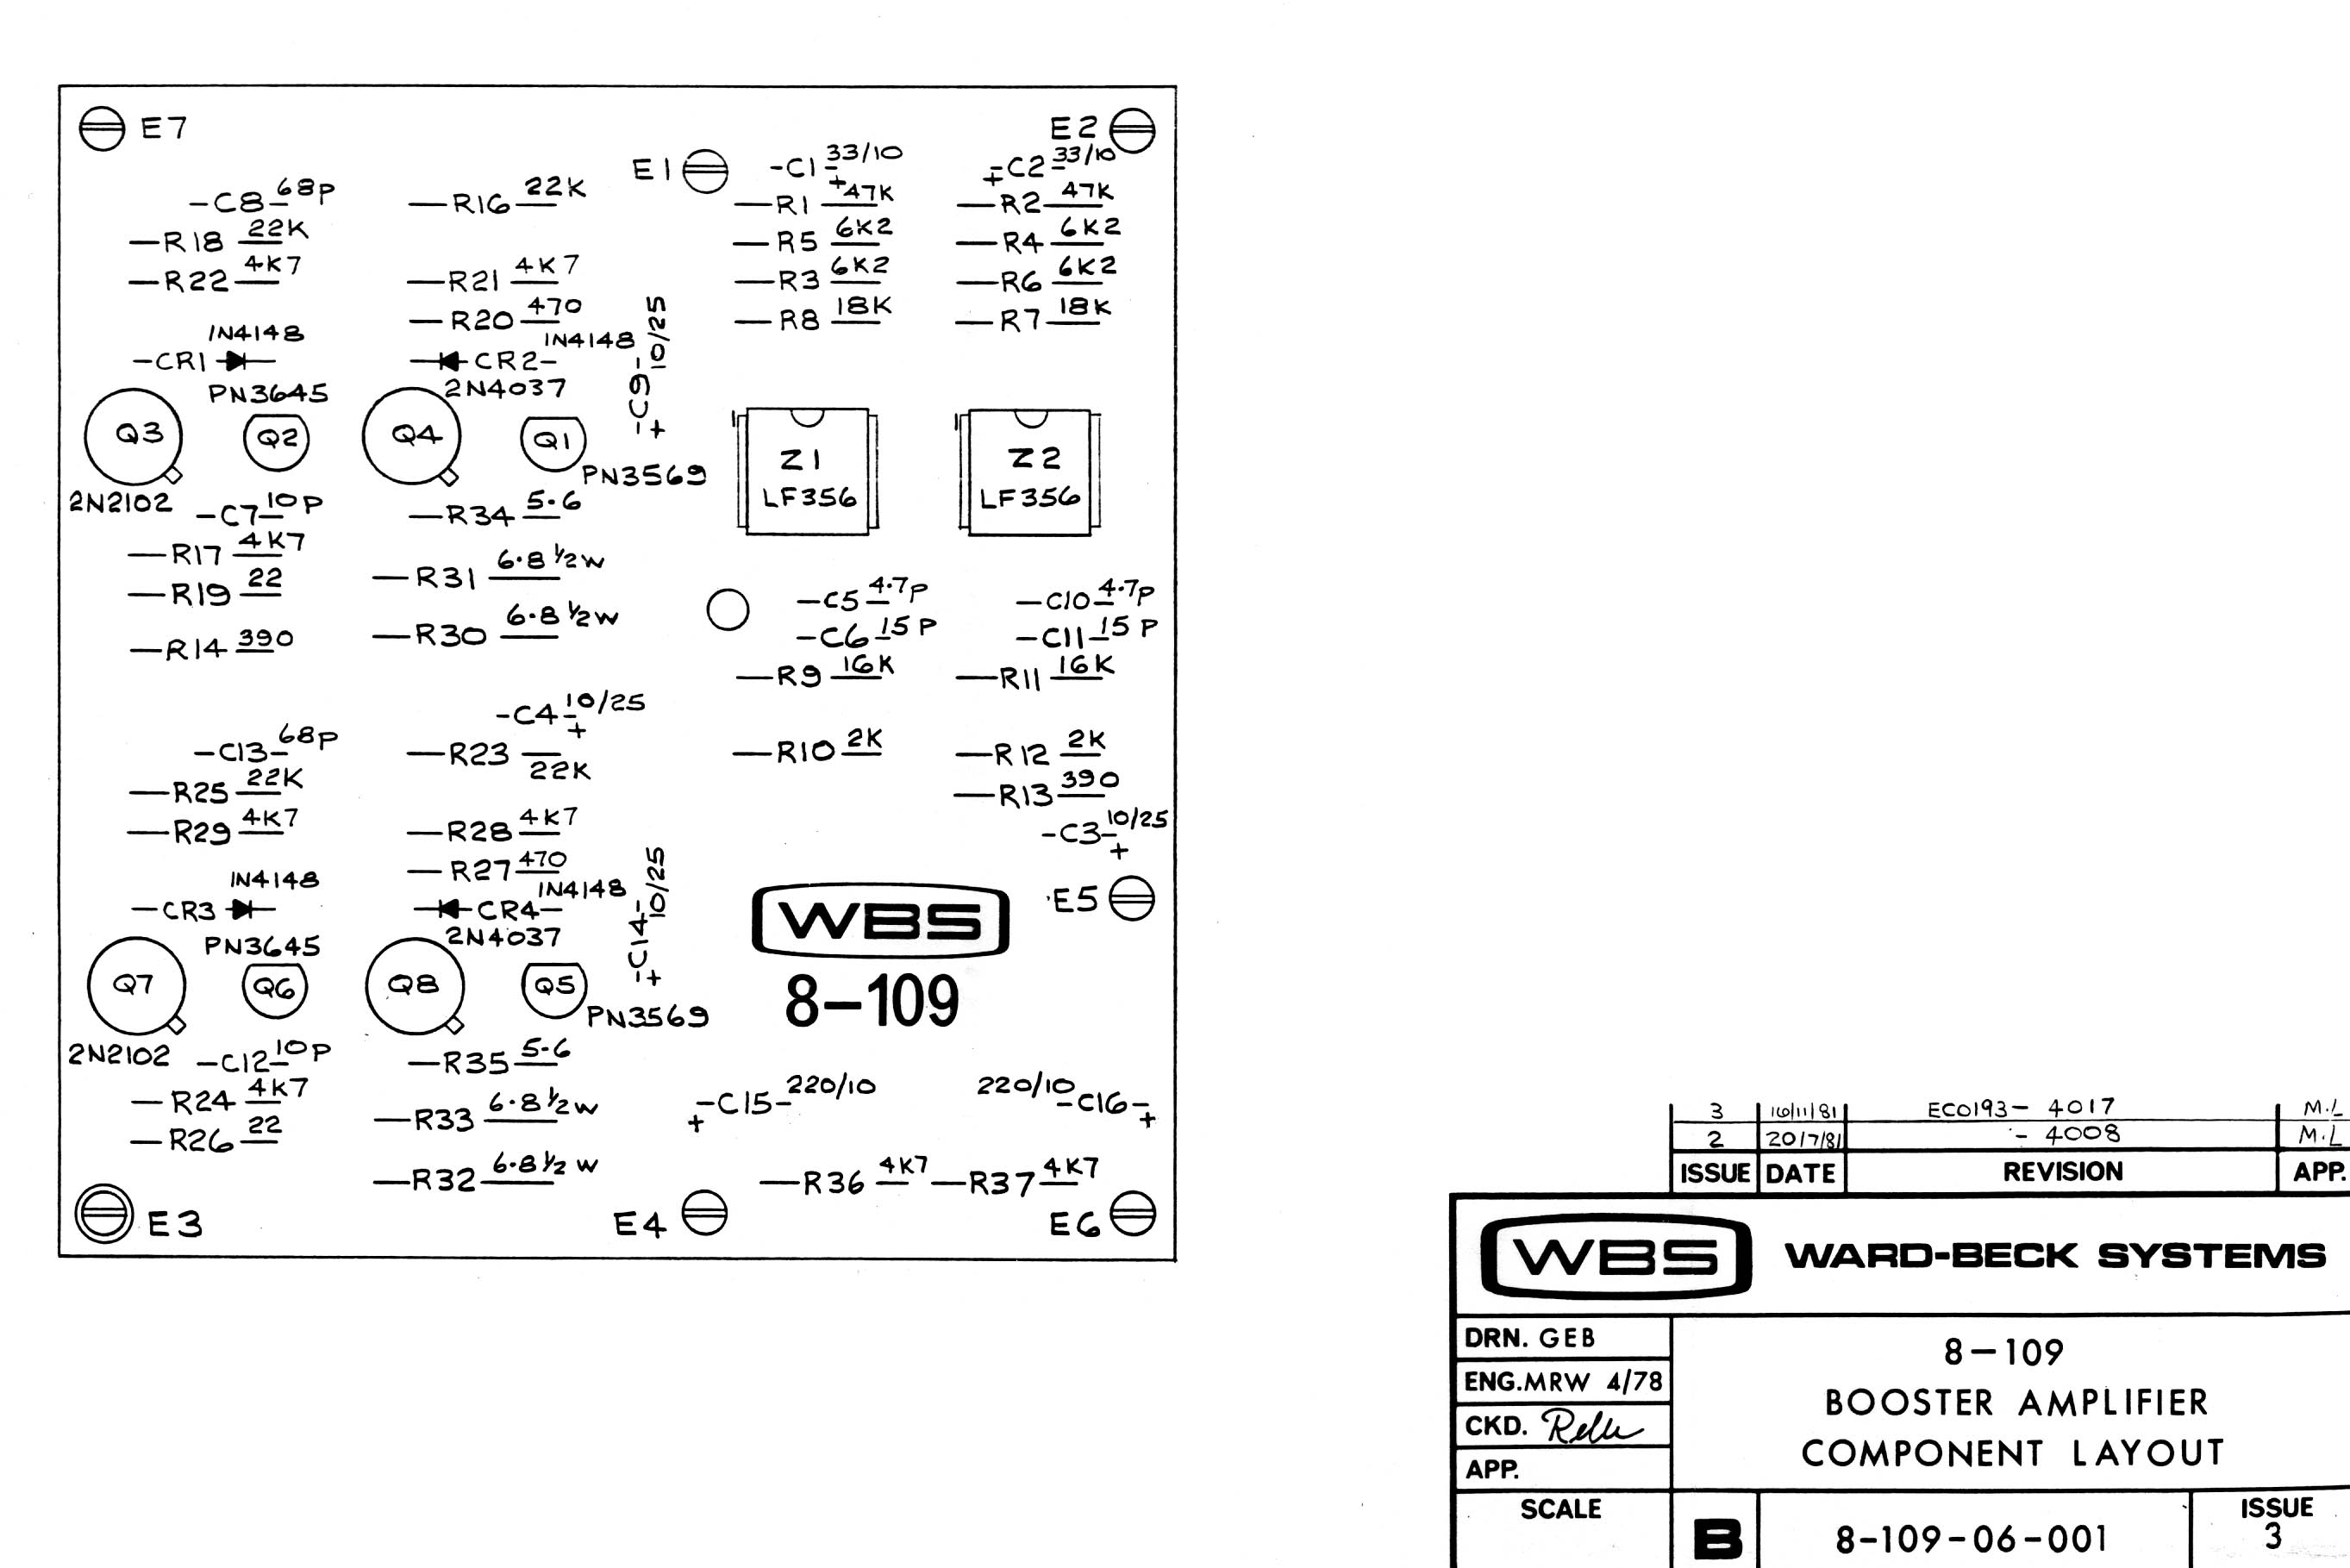 E7
E2
E1
-C1- 33/10 +
+-C2- 33/10
-C8- 68P
—R16— 22K
—R1— 47K
—R2— 47K
—R18— 22K
—R5— 6K2
—R4— 6K2
—R22— 4K7
—R21— 4K7
—R3— 6K2
—R6— 6K2
—R20— 470
—R8— 18K
—R7— 18K
1N4148
1N4148
-CR1
CR2-
+ -C9- 10/25
PN3645
2N4037
Q3
Q2
Q4
Q1
Z1
Z2
PN3569
LF356
LF356
2N2102
-C7- 10P
—R34— 5.6
—R17— 4K7
—R31— 6.8 1/2W
—R19— 22
-C5- 4.7P
-C10- 4.7P
—R30— 6.8 1/2W
-C6- 15P
-C11- 15P
—R14— 390
—R9— 16K
—R11— 16K
-C4- 10/25 +
-C13- 68P
—R23— 22K
—R10— 2K
—R12— 2K
—R25— 22K
—R13— 390
—R29— 4K7
—R28— 4K7
-C3- 10/25 +
—R27— 470
1N4148
1N4148
-CR3
CR4-
+ -C14- 10/25
E5
WBS
PN3645
2N4037
Q7
Q6
Q8
Q5
8-109
PN3569
2N2102
-C12- 10P
—R35— 5.6
—R24— 4K7
—R33— 6.8 1/2W
+ -C15- 220/10
220/10 -C16- +
—R26— 22
—R32— 6.8 1/2W
—R36— 4K7
—R37— 4K7
E3
E4
E6
3 16/11/81 ECO193- 4017 M.L
2 20/7/81 - 4008 M.L
ISSUE DATE REVISION APP.
WBS WARD-BECK SYSTEMS
DRN. GEB
ENG. MRW 4/78
CKD.
APP.
8-109
BOOSTER AMPLIFIER
COMPONENT LAYOUT
SCALE
B
8-109-06-001
ISSUE
3